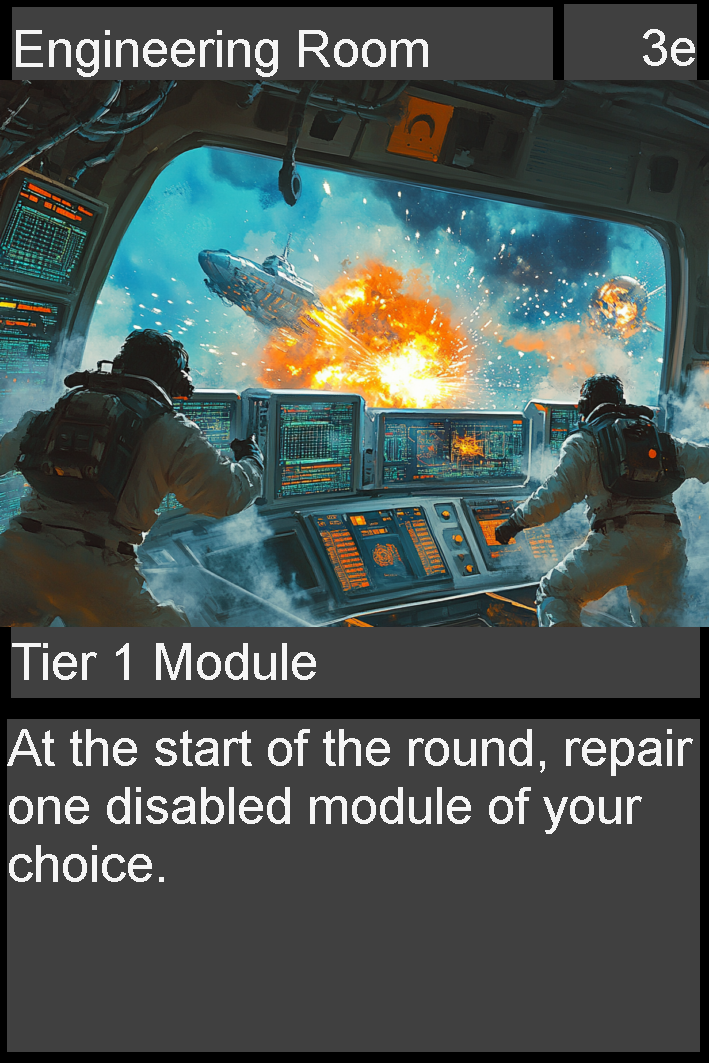 Engineering Room
3e
Tier 1 Module
At the start of the round, repair
one disabled module of your
choice.